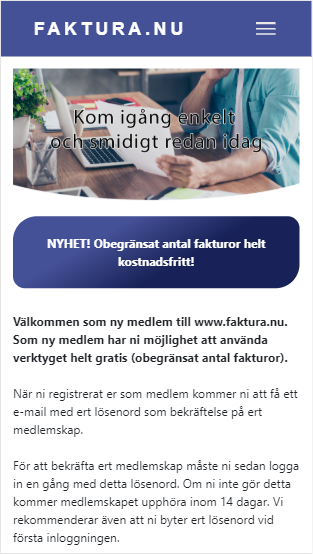 FAKTURA.NU
Kom igång enkelt
och smidigt redan idag
NYHET! Obegränsat antal fakturor helt
kostnadsfritt!
Välkommen som ny medlem till www.faktura.nu.
Som ny medlem har ni möjlighet att använda
verktyget helt gratis (obegränsat antal fakturor).
När ni registrerat er som medlem kommer ni att få ett
e-mail med ert lösenord som bekräftelse på ert
medlemskap.
För att bekräfta ert medlemskap måste ni sedan logga
in en gång med detta lösenord. Om ni inte gör detta
kommer medlemskapet upphöra inom 14 dagar. Vi
rekommenderar även att ni byter ert lösenord vid
första inloggningen.